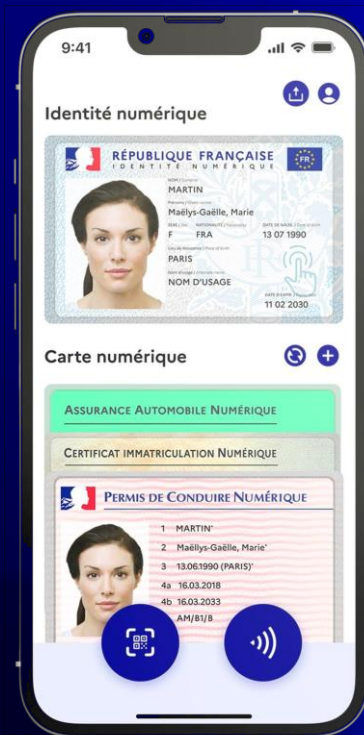 9:41
Identité numérique
RÉPUBLIQUE FRANÇAISE
IDENTITÉ NUMÉRIQUE
FR
MARTIN
Maëlys-Gaëlle, Marie
F FRA 13 07 1990
PARIS
NOM D'USAGE
11 02 2030
Carte numérique
ASSURANCE AUTOMOBILE NUMÉRIQUE
CERTIFICAT IMMATRICULATION NUMÉRIQUE
PERMIS DE CONDUIRE NUMÉRIQUE
1 MARTIN'
2 Maëllys-Gaëlle, Marie'
3 13.06.1990 (PARIS)'
4a 16.03.2018
4b 16.03.2033
AM/B1/B